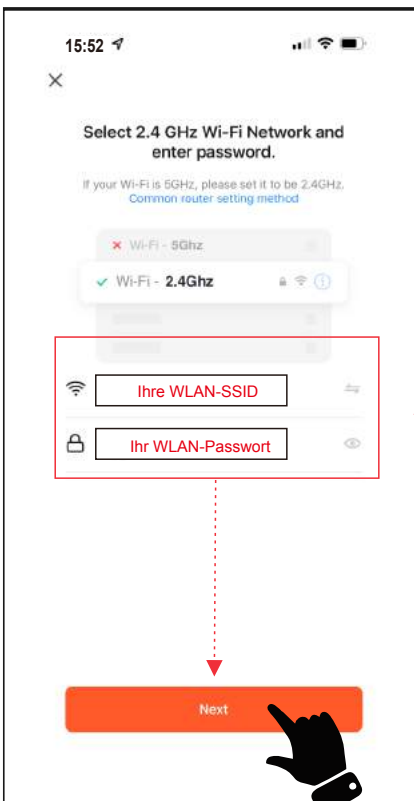 15:52
Select 2.4 GHz Wi-Fi Network and
enter password.
If your Wi-Fi is 5GHz, please set it to be 2.4GHz.
Common router setting method
Wi-Fi - 5Ghz
Wi-Fi - 2.4Ghz
Ihre WLAN-SSID
Ihr WLAN-Passwort
Next